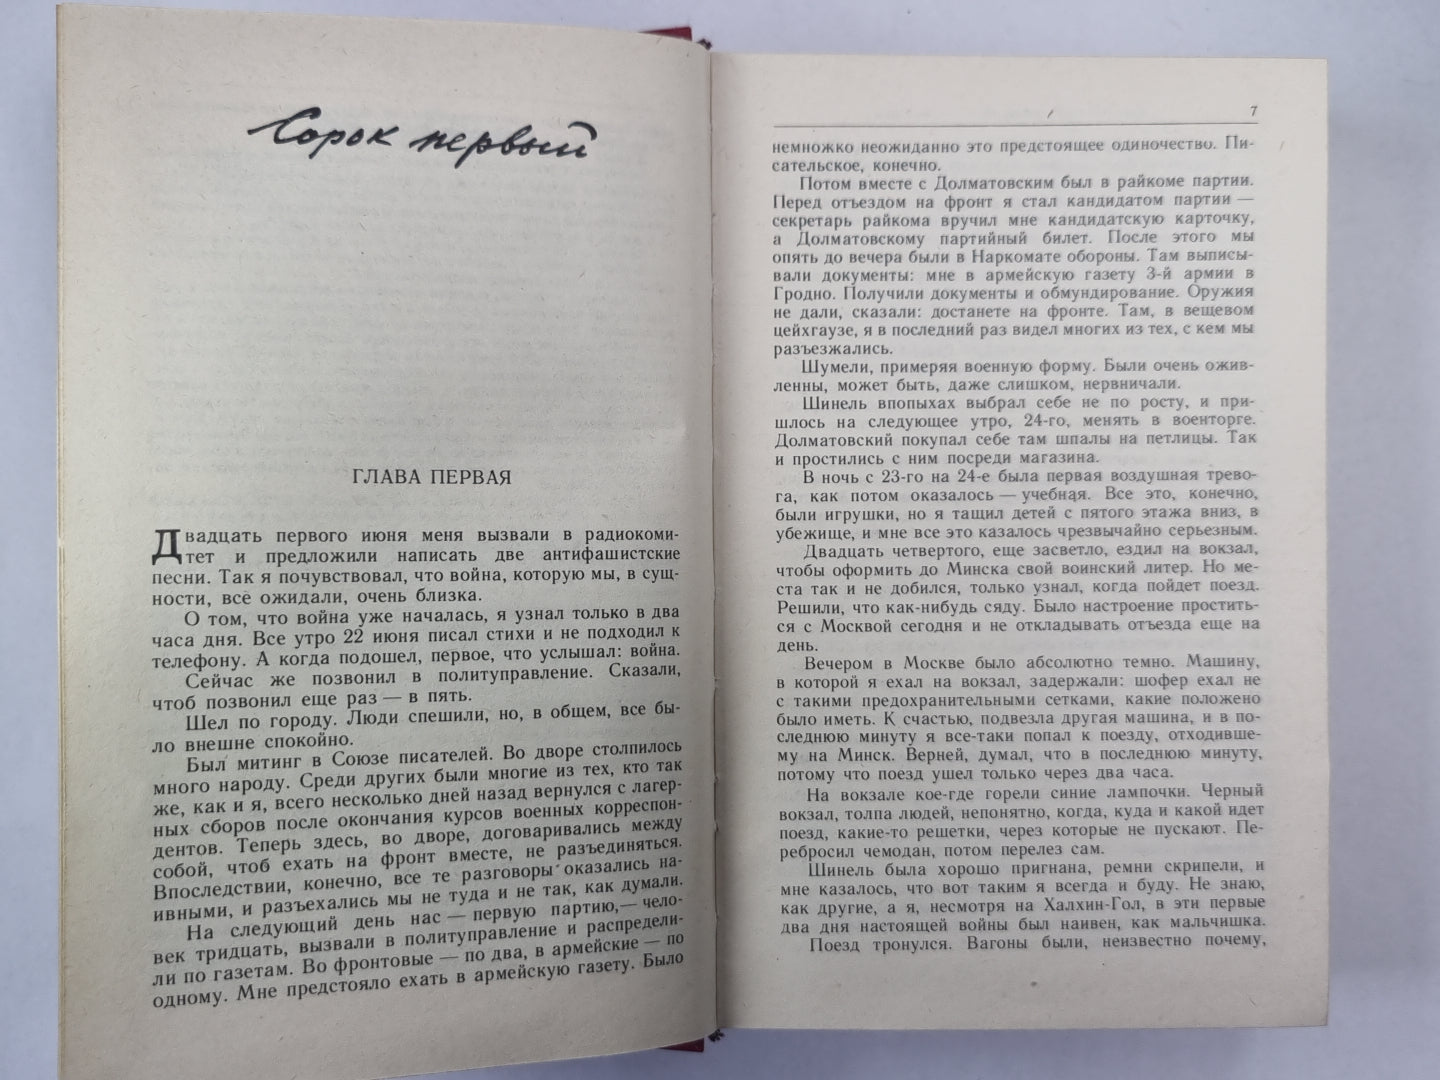 Сорок первый
ГЛАВА ПЕРВАЯ
Двадцать первого июня меня вызвали в радиокоми-
тет и предложили написать две антифашистские
песни. Так я почувствовал, что война, которую мы, в сущ-
ности, все ожидали, очень близка.
О том, что война уже началась, я узнал только в два
часа дня. Все утро 22 июня писал стихи и не подходил к
телефону. А когда подошел, первое, что услышал: война.
Сейчас же позвонил в политуправление. Сказали,
чтоб позвонил еще раз — в пять.
Шел по городу. Люди спешили, но, в общем, все бы-
ло внешне спокойно.
Был митинг в Союзе писателей. Во дворе столпилось
много народу. Среди других были многие из тех, кто так
же, как и я, всего несколько дней назад вернулся с лагер-
ных сборов после окончания курсов военных корреспон-
дентов. Теперь здесь, во дворе, договаривались между
собой, чтоб ехать на фронт вместе, не разъединяться.
Впоследствии, конечно, все те разговоры оказались на-
ивными, и разъехались мы не туда и не так, как думали.
На следующий день нас — первую партию, — чело-
век тридцать, вызвали в политуправление и распредели-
ли по газетам. Во фронтовые — по два, в армейские — по
одному. Мне предстояло ехать в армейскую газету. Было
7
немножко неожиданно это предстоящее одиночество. Пи-
сательское, конечно.
Потом вместе с Долматовским был в райкоме партии.
Перед отъездом на фронт я стал кандидатом партии —
секретарь райкома вручил мне кандидатскую карточку,
а Долматовскому партийный билет. После этого мы
опять до вечера были в Наркомате обороны. Там выписы-
вали документы: мне в армейскую газету 3-й армии в
Гродно. Получили документы и обмундирование. Оружия
не дали, сказали: достанете на фронте. Там, в вещевом
цейхгаузе, я в последний раз видел многих из тех, с кем мы
разъезжались.
Шумели, примеряя военную форму. Были очень ожив-
ленны, может быть, даже слишком, нервничали.
Шинель впопыхах выбрал себе не по росту, и при-
шлось на следующее утро, 24-го, менять в военторге.
Долматовский покупал себе там шпалы на петлицы. Так
и простились с ним посреди магазина.
В ночь с 23-го на 24-е была первая воздушная трево-
га, как потом оказалось — учебная. Все это, конечно,
были игрушки, но я тащил детей с пятого этажа вниз, в
убежище, и мне все это казалось чрезвычайно серьезным.
Двадцать четвертого, еще засветло, ездил на вокзал,
чтобы оформить до Минска свой воинский литер. Но ме-
ста так и не добился, только узнал, когда пойдет поезд.
Решили, что как-нибудь сяду. Было настроение простить-
ся с Москвой сегодня и не откладывать отъезда еще на
день.
Вечером в Москве было абсолютно темно. Машину,
в которой я ехал на вокзал, задержали: шофер ехал не
с такими предохранительными сетками, какие положено
было иметь. К счастью, подвезла другая машина, и в по-
следнюю минуту я все-таки попал к поезду, отходивше-
му на Минск. Верней, думал, что в последнюю минуту,
потому что поезд ушел только через два часа.
На вокзале кое-где горели синие лампочки. Черный
вокзал, толпа людей, непонятно, когда, куда и какой идет
поезд, какие-то решетки, через которые не пускают. Пе-
ребросил чемодан, потом перелез сам.
Шинель была хорошо пригнана, ремни скрипели, и
мне казалось, что вот таким я всегда и буду. Не знаю,
как другие, а я, несмотря на Халхин-Гол, в эти первые
два дня настоящей войны был наивен, как мальчишка.
Поезд тронулся. Вагоны были, неизвестно почему,